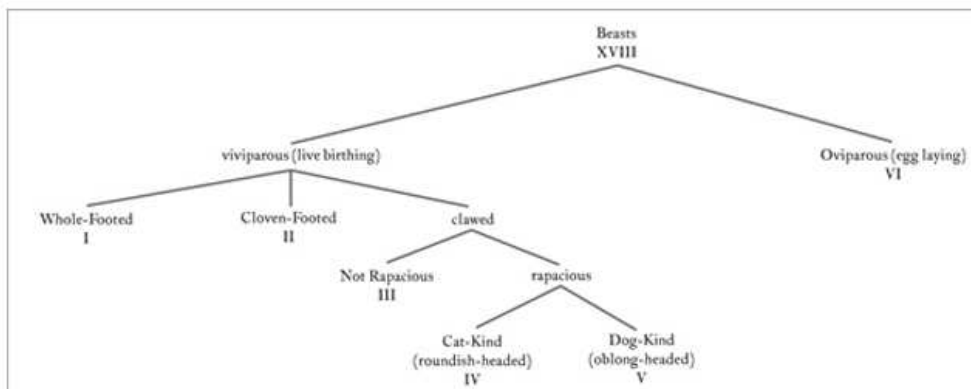 Beasts
XVIII
viviparous (live birthing)
Oviparous (egg laying)
VI
Whole-Footed
I
Cloven-Footed
II
clawed
Not Rapacious
III
rapacious
Cat-Kind
(roundish-headed)
IV
Dog-Kind
(oblong-headed)
V